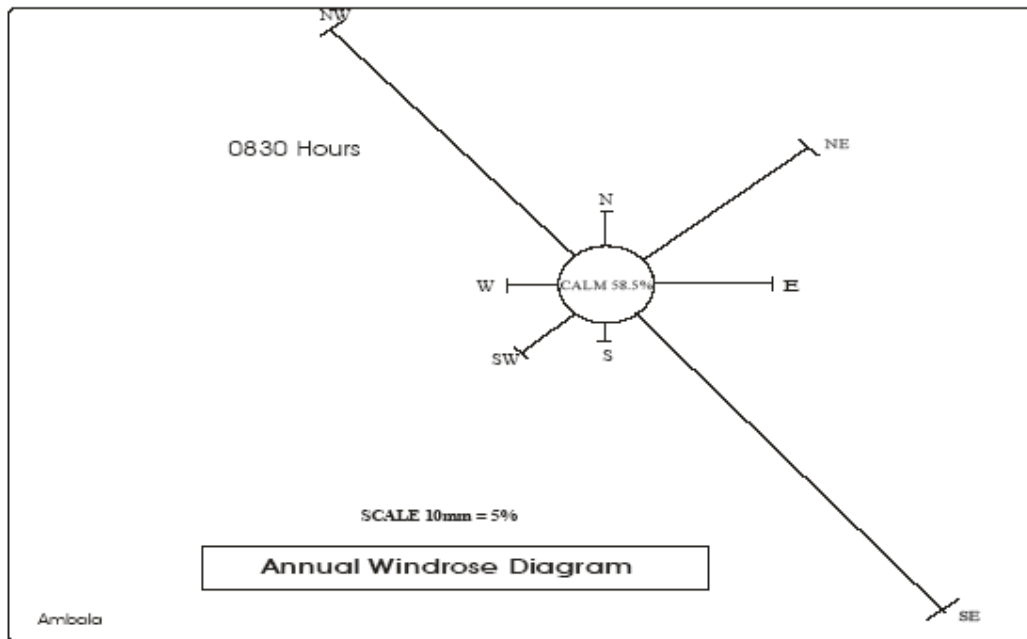 NW
0830 Hours
NE
N
W
CALM 58.5%
E
SW
S
SCALE 10mm = 5%
Annual Windrose Diagram
Ambala
SE